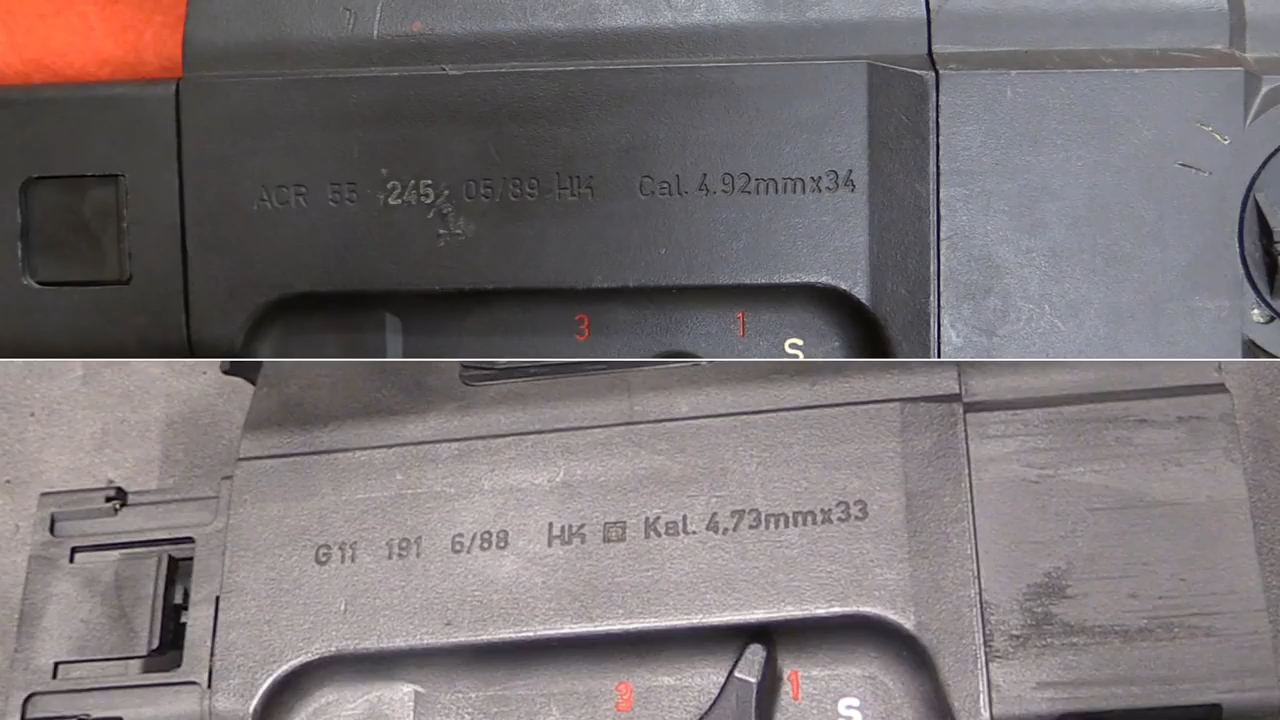 ACR 55 245 05/89 HK Cal. 4.92mmx34
3 1
S
G11 191 6/88 HK Kal. 4,73mmx33
3 1
S